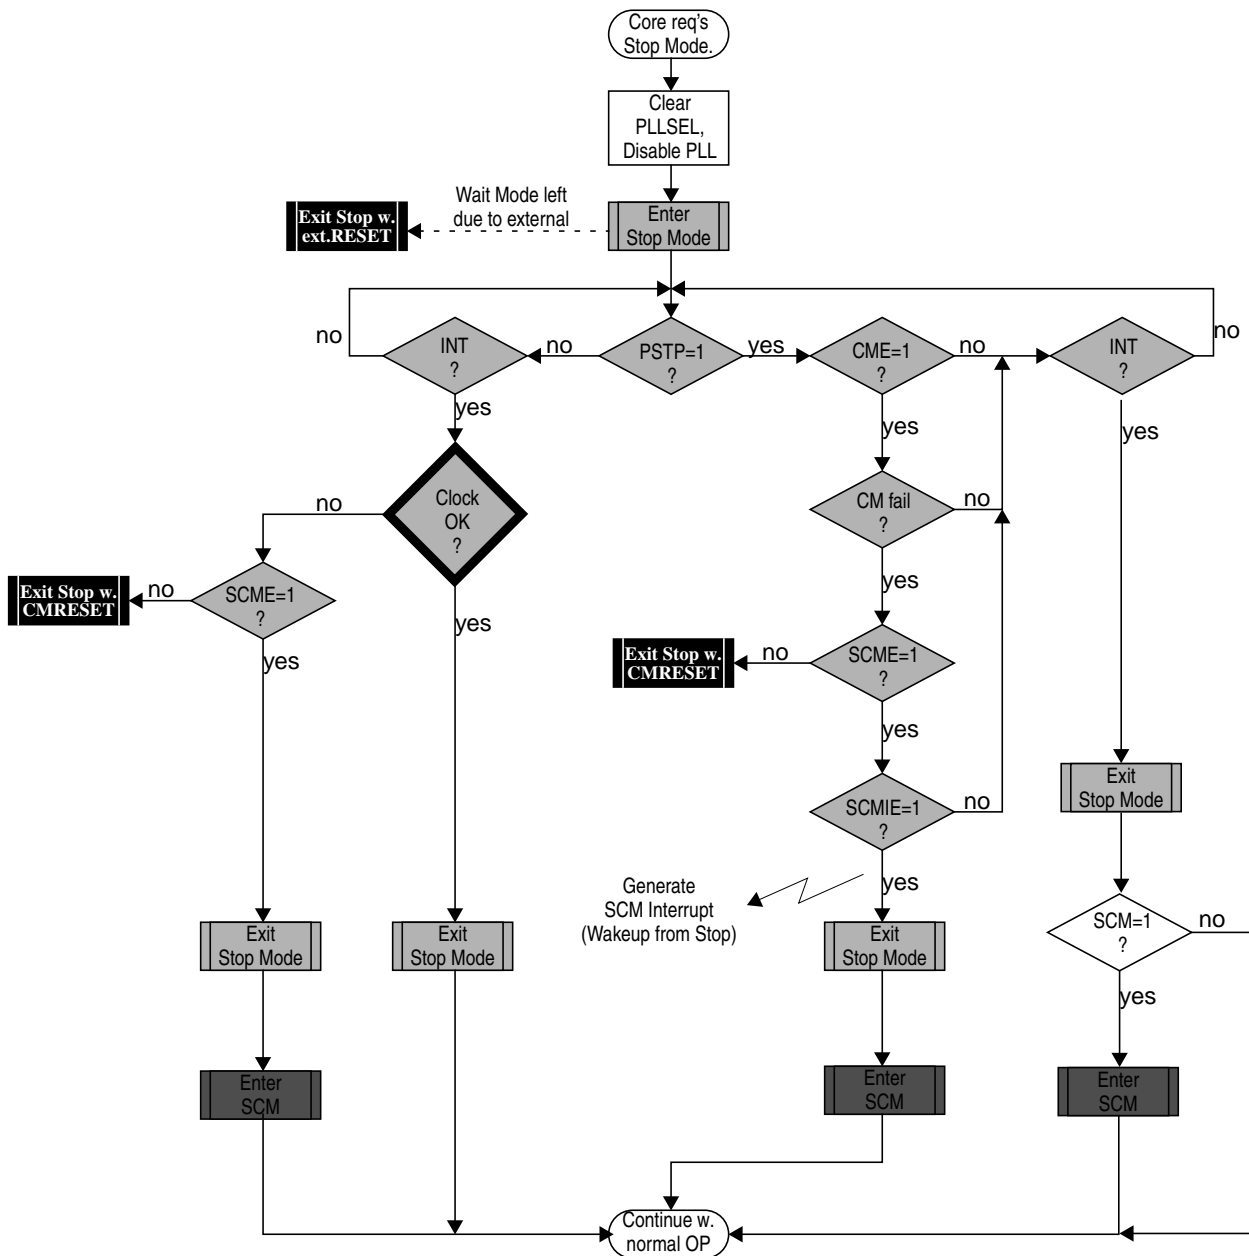 Core req's
Stop Mode.
Clear
PLLSEL,
Disable PLL
Wait Mode left
due to external
Exit Stop w.
ext.RESET
Enter
Stop Mode
no
INT
?
no
PSTP=1
?
yes
CME=1
?
no
INT
?
no
yes
yes
yes
Clock
OK
?
no
CM fail
?
no
Exit Stop w.
CMRESET
no
SCME=1
?
yes
yes
yes
Exit Stop w.
CMRESET
no
SCME=1
?
yes
SCMIE=1
?
no
Exit
Stop Mode
Generate
SCM Interrupt
(Wakeup from Stop)
yes
Exit
Stop Mode
Exit
Stop Mode
Exit
Stop Mode
SCM=1
?
no
yes
Enter
SCM
Enter
SCM
Enter
SCM
Continue w.
normal OP